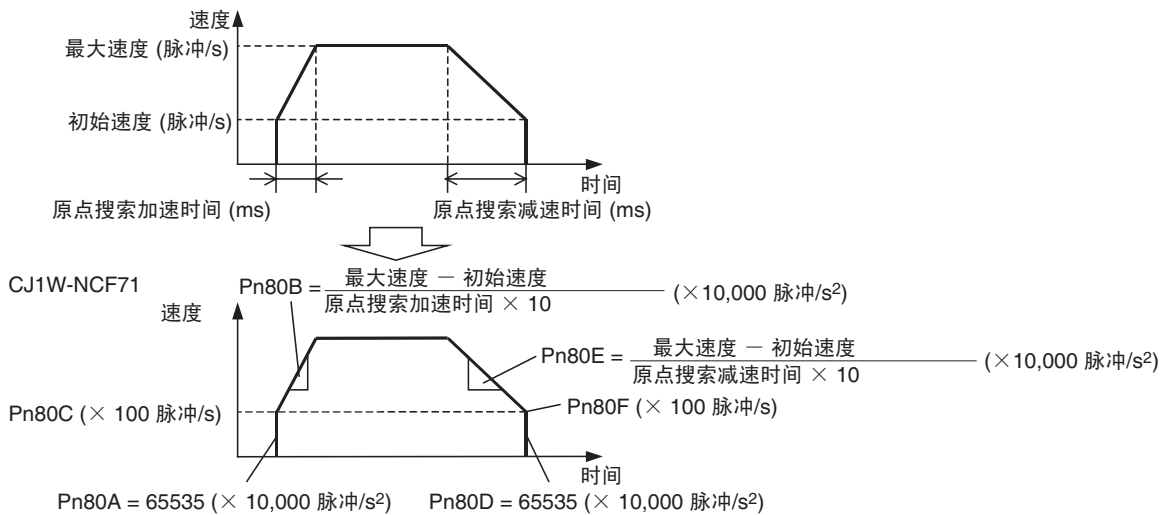 速度
最大速度 (脉冲/s)
初始速度 (脉冲/s)
时间
原点搜索加速时间 (ms)
原点搜索减速时间 (ms)
CJ1W-NCF71
Pn80B = 最大速度 － 初始速度 / 原点搜索加速时间 × 10 (×10,000 脉冲/s²)
速度
Pn80E = 最大速度 － 初始速度 / 原点搜索减速时间 × 10 (×10,000 脉冲/s²)
Pn80C (× 100 脉冲/s)
Pn80F (× 100 脉冲/s)
时间
Pn80A = 65535 (× 10,000 脉冲/s²)
Pn80D = 65535 (× 10,000 脉冲/s²)